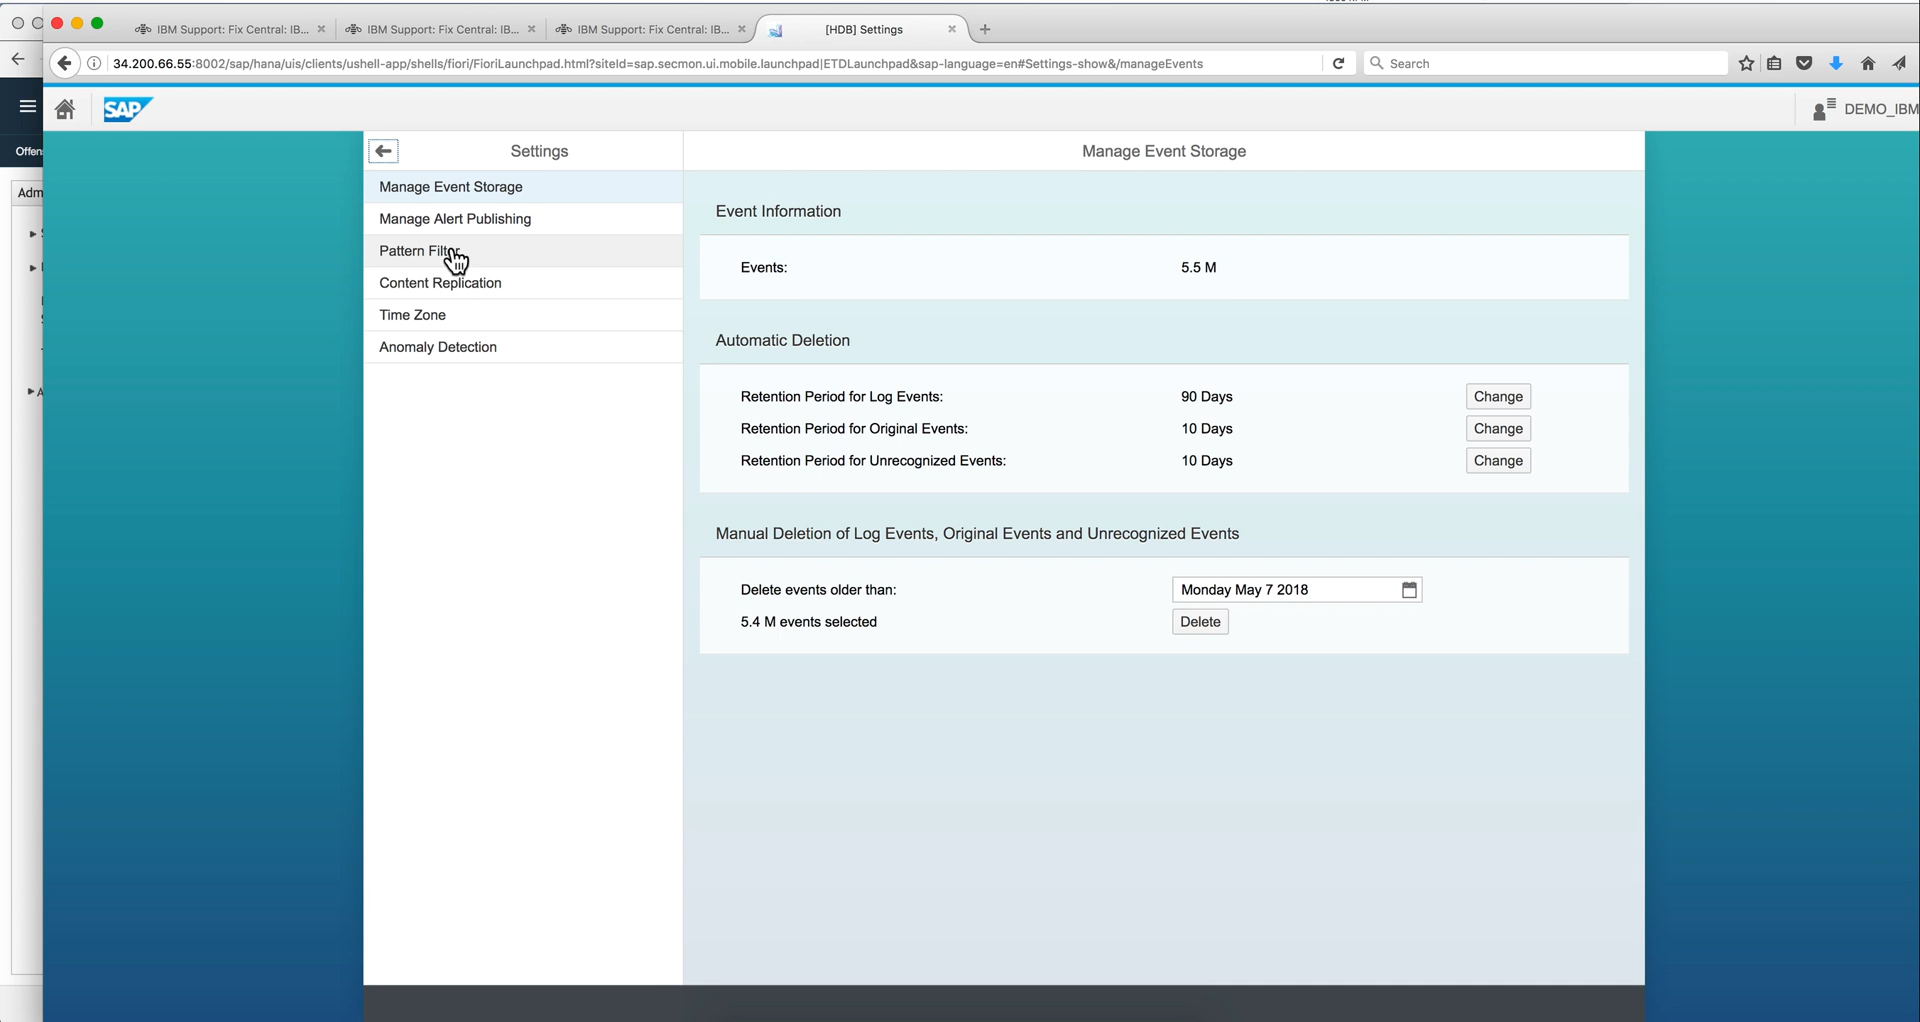 IBM Support: Fix Central: IB...
IBM Support: Fix Central: IB...
IBM Support: Fix Central: IB...
[HDB] Settings
34.200.66.55:8002/sap/hana/uis/clients/ushell-app/shells/fiori/FioriLaunchpad.html?siteId=sap.secmon.ui.mobile.launchpad|ETDLaunchpad&sap-language=en#Settings-show&/manageEvents
Search
SAP
DEMO_IBM
Offen
Adm
Settings
Manage Event Storage
Manage Alert Publishing
Pattern Filter
Content Replication
Time Zone
Anomaly Detection
Manage Event Storage
Event Information
Events: 5.5 M
Automatic Deletion
Retention Period for Log Events: 90 Days Change
Retention Period for Original Events: 10 Days Change
Retention Period for Unrecognized Events: 10 Days Change
Manual Deletion of Log Events, Original Events and Unrecognized Events
Delete events older than: Monday May 7 2018
5.4 M events selected Delete